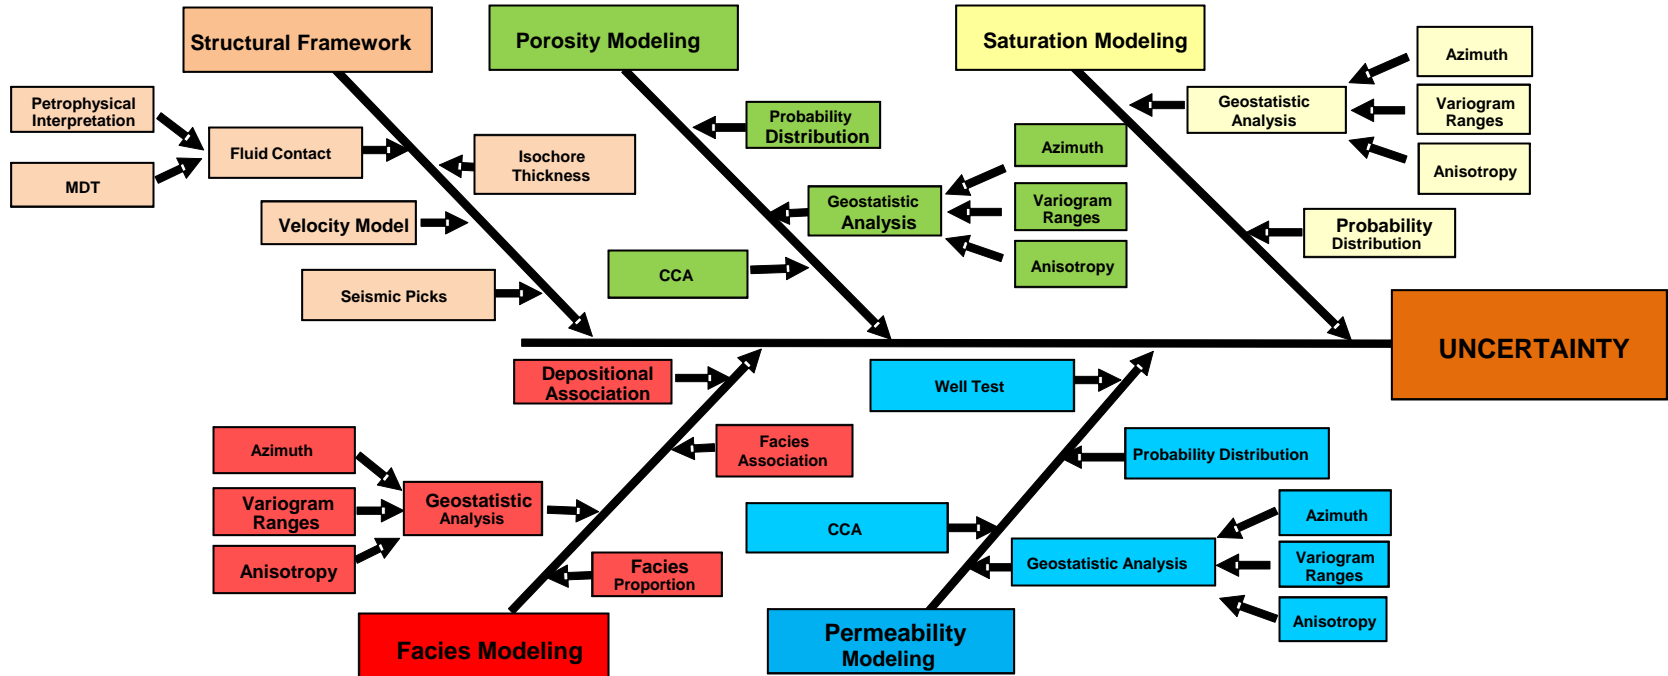 Structural Framework
Porosity Modeling
Saturation Modeling
Petrophysical
Interpretation
MDT
Fluid Contact
Isochore
Thickness
Velocity Model
Seismic Picks
Probability
Distribution
Geostatistic
Analysis
Azimuth
Variogram
Ranges
Anisotropy
CCA
Geostatistic
Analysis
Azimuth
Variogram
Ranges
Anisotropy
Probability
Distribution
UNCERTAINTY
Depositional
Association
Facies
Association
Azimuth
Variogram
Ranges
Anisotropy
Geostatistic
Analysis
Facies
Proportion
Facies Modeling
Well Test
Probability Distribution
CCA
Geostatistic Analysis
Azimuth
Variogram
Ranges
Anisotropy
Permeability
Modeling